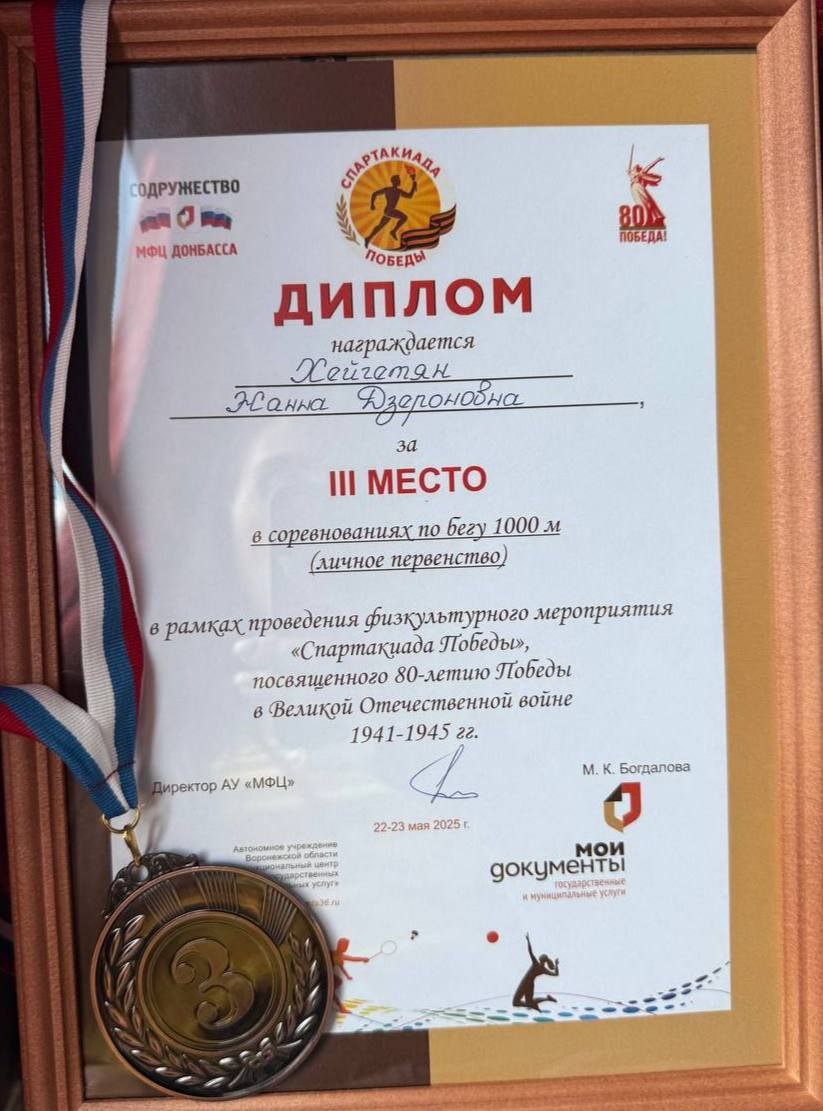 СОДРУЖЕСТВО
МФЦ ДОНБАССА
СПАРТАКИАДА
ПОБЕДЫ
80
ПОБЕДА!
ДИПЛОМ
награждается
Хейгетян
Жанна Дзероновна,
за
III МЕСТО
в соревнованиях по бегу 1000 м
(личное первенство)
в рамках проведения физкультурного мероприятия
«Спартакиада Победы»,
посвященного 80-летию Победы
в Великой Отечественной войне
1941-1945 гг.
Директор АУ «МФЦ»
М. К. Богдалова
22-23 мая 2025 г.
Автономное учреждение
Воронежской области
центр
услуг»
мои
документы
государственные
и муниципальные услуги
3